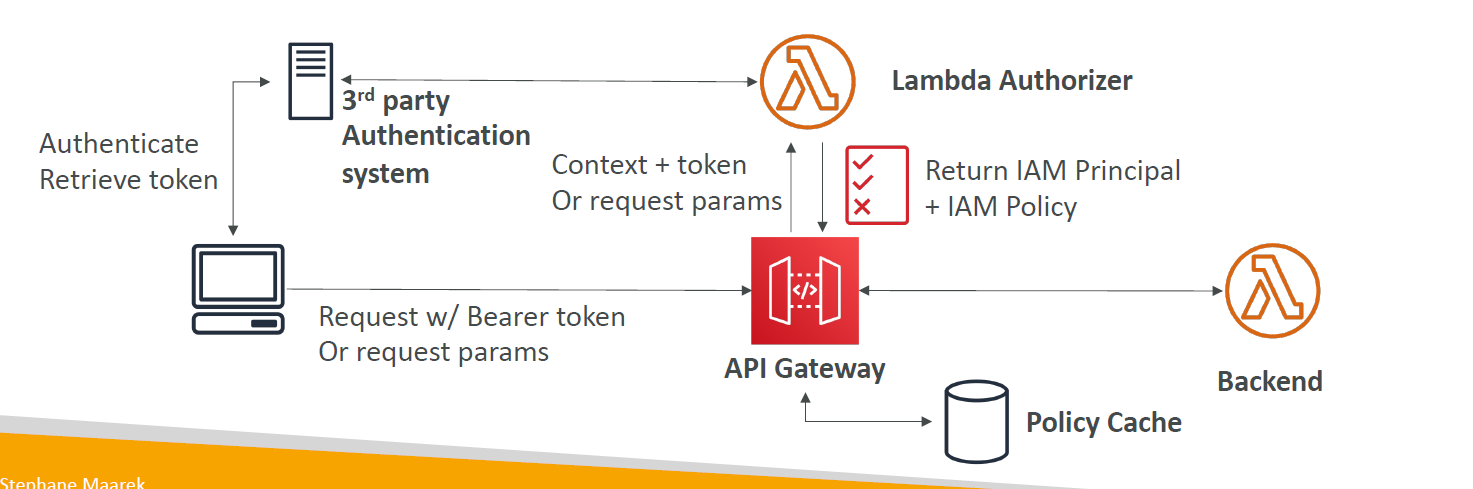 3rd party
Authentication
system
Lambda Authorizer
Authenticate
Retrieve token
Context + token
Or request params
Return IAM Principal
+ IAM Policy
Request w/ Bearer token
Or request params
</>
API Gateway
Backend
Policy Cache
Stephane Maarek